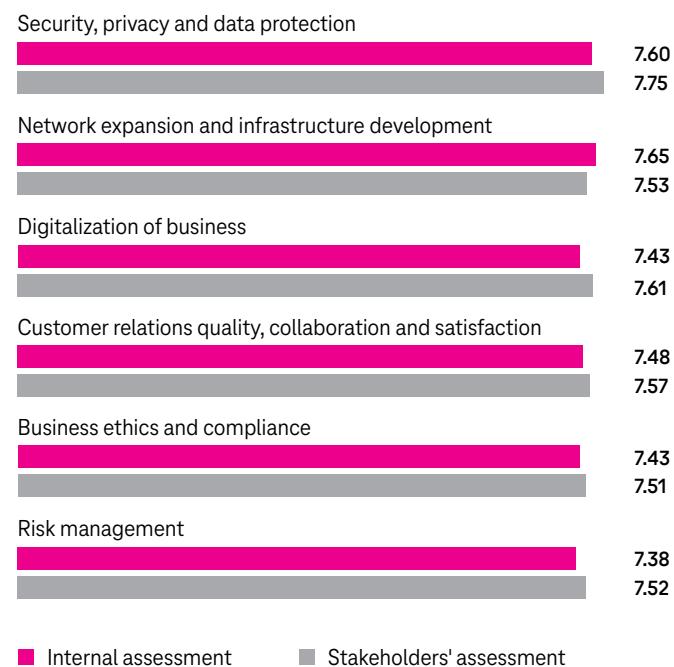 Security, privacy and data protection
7.60
7.75
Network expansion and infrastructure development
7.65
7.53
Digitalization of business
7.43
7.61
Customer relations quality, collaboration and satisfaction
7.48
7.57
Business ethics and compliance
7.43
7.51
Risk management
7.38
7.52
Internal assessment
Stakeholders' assessment